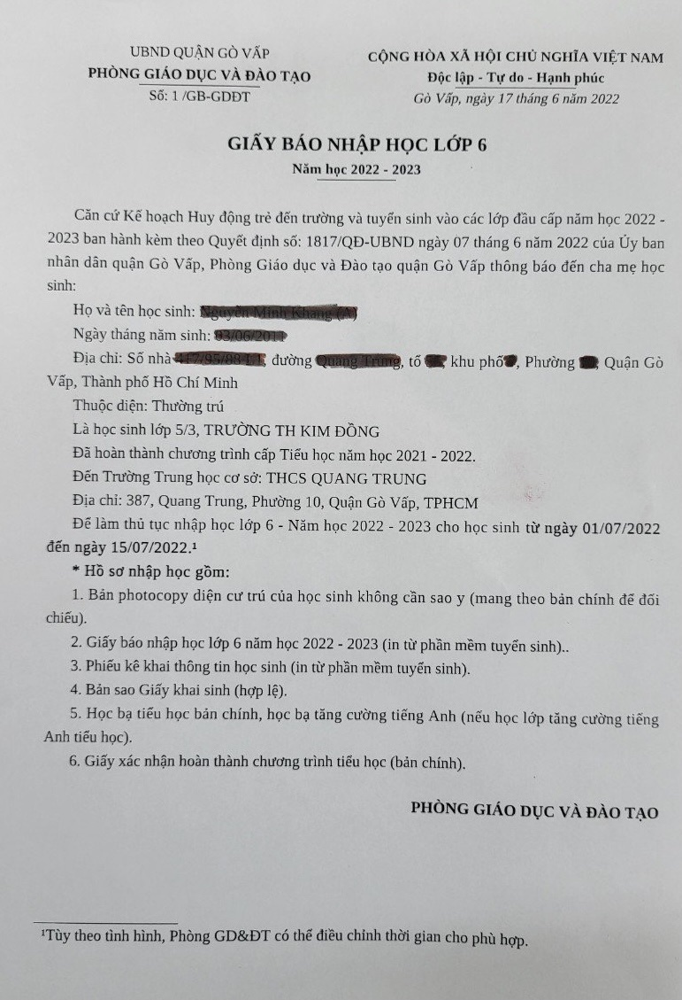 UBND QUẬN GÒ VẤP
PHÒNG GIÁO DỤC VÀ ĐÀO TẠO
Số: 1 /GB-GDĐT
CỘNG HÒA XÃ HỘI CHỦ NGHĨA VIỆT NAM
Độc lập - Tự do - Hạnh phúc
Gò Vấp, ngày 17 tháng 6 năm 2022
GIẤY BÁO NHẬP HỌC LỚP 6
Năm học 2022 - 2023
Căn cứ Kế hoạch Huy động trẻ đến trường và tuyển sinh vào các lớp đầu cấp năm học 2022 -
2023 ban hành kèm theo Quyết định số: 1817/QĐ-UBND ngày 07 tháng 6 năm 2022 của Ủy ban
nhân dân quận Gò Vấp, Phòng Giáo dục và Đào tạo quận Gò Vấp thông báo đến cha mẹ học
sinh:
Họ và tên học sinh:
Ngày tháng năm sinh:
Địa chỉ: Số nhà , đường , tổ , khu phố , Phường , Quận Gò
Vấp, Thành phố Hồ Chí Minh
Thuộc diện: Thường trú
Là học sinh lớp 5/3, TRƯỜNG TH KIM ĐỒNG
Đã hoàn thành chương trình cấp Tiểu học năm học 2021 - 2022.
Đến Trường Trung học cơ sở: THCS QUANG TRUNG
Địa chỉ: 387, Quang Trung, Phường 10, Quận Gò Vấp, TPHCM
Để làm thủ tục nhập học lớp 6 - Năm học 2022 - 2023 cho học sinh từ ngày 01/07/2022
đến ngày 15/07/2022.¹
* Hồ sơ nhập học gồm:
1. Bản photocopy diện cư trú của học sinh không cần sao y (mang theo bản chính để đối
chiếu).
2. Giấy báo nhập học lớp 6 năm học 2022 - 2023 (in từ phần mềm tuyển sinh)..
3. Phiếu kê khai thông tin học sinh (in từ phần mềm tuyển sinh).
4. Bản sao Giấy khai sinh (hợp lệ).
5. Học bạ tiểu học bản chính, học bạ tăng cường tiếng Anh (nếu học lớp tăng cường tiếng
Anh tiểu học).
6. Giấy xác nhận hoàn thành chương trình tiểu học (bản chính).
PHÒNG GIÁO DỤC VÀ ĐÀO TẠO
¹Tùy theo tình hình, Phòng GD&ĐT có thể điều chỉnh thời gian cho phù hợp.